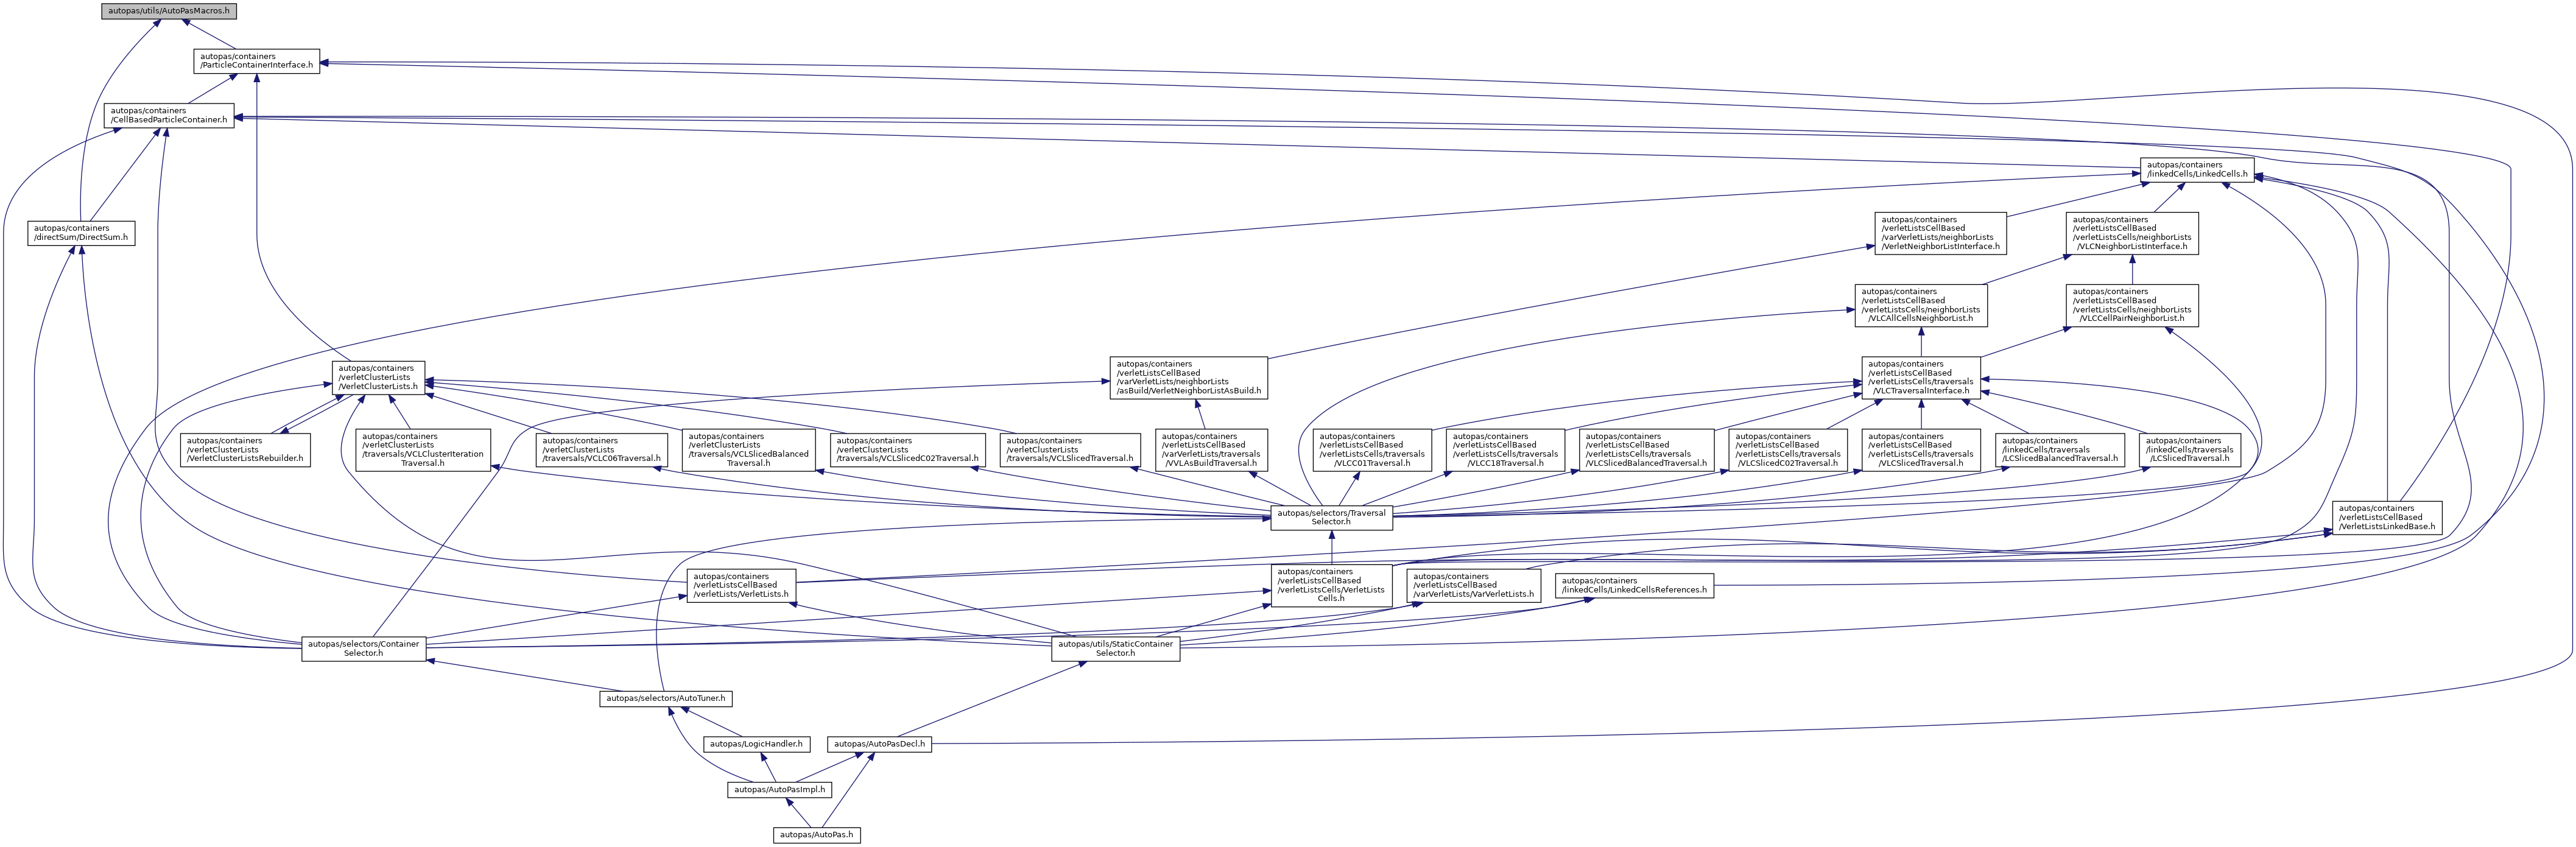 autopas/utils/AutoPasMacros.h
autopas/containers
/ParticleContainerInterface.h
autopas/containers
/CellBasedParticleContainer.h
autopas/containers
/linkedCells/LinkedCells.h
autopas/containers
/directSum/DirectSum.h
autopas/containers
/verletListsCellBased
/varVerletLists/neighborLists
/VerletNeighborListInterface.h
autopas/containers
/verletListsCellBased
/verletListsCells/neighborLists
/VLCNeighborListInterface.h
autopas/containers
/verletListsCellBased
/verletListsCells/neighborLists
/VLCAllCellsNeighborList.h
autopas/containers
/verletListsCellBased
/verletListsCells/neighborLists
/VLCCellPairNeighborList.h
autopas/containers
/verletClusterLists
/VerletClusterLists.h
autopas/containers
/verletListsCellBased
/varVerletLists/neighborLists
/asBuild/VerletNeighborListAsBuild.h
autopas/containers
/verletListsCellBased
/verletListsCells/traversals
/VLCTraversalInterface.h
autopas/containers
/verletClusterLists
/VerletClusterListsRebuilder.h
autopas/containers
/verletClusterLists
/traversals/VCLClusterIteration
Traversal.h
autopas/containers
/verletClusterLists
/traversals/VCLC06Traversal.h
autopas/containers
/verletClusterLists
/traversals/VCLSlicedBalanced
Traversal.h
autopas/containers
/verletClusterLists
/traversals/VCLSlicedC02Traversal.h
autopas/containers
/verletClusterLists
/traversals/VCLSlicedTraversal.h
autopas/containers
/verletListsCellBased
/varVerletLists/traversals
/VVLAsBuildTraversal.h
autopas/containers
/verletListsCellBased
/verletListsCells/traversals
/VLCC01Traversal.h
autopas/containers
/verletListsCellBased
/verletListsCells/traversals
/VLCC18Traversal.h
autopas/containers
/verletListsCellBased
/verletListsCells/traversals
/VLCSlicedBalancedTraversal.h
autopas/containers
/verletListsCellBased
/verletListsCells/traversals
/VLCSlicedC02Traversal.h
autopas/containers
/verletListsCellBased
/verletListsCells/traversals
/VLCSlicedTraversal.h
autopas/containers
/linkedCells/traversals
/LCSlicedBalancedTraversal.h
autopas/containers
/linkedCells/traversals
/LCSlicedTraversal.h
autopas/selectors/Traversal
Selector.h
autopas/containers
/verletListsCellBased
/VerletListsLinkedBase.h
autopas/containers
/verletListsCellBased
/verletLists/VerletLists.h
autopas/containers
/verletListsCellBased
/verletListsCells/VerletLists
Cells.h
autopas/containers
/verletListsCellBased
/varVerletLists/VarVerletLists.h
autopas/containers
/linkedCells/LinkedCellsReferences.h
autopas/selectors/Container
Selector.h
autopas/utils/StaticContainer
Selector.h
autopas/selectors/AutoTuner.h
autopas/LogicHandler.h
autopas/AutoPasDecl.h
autopas/AutoPasImpl.h
autopas/AutoPas.h